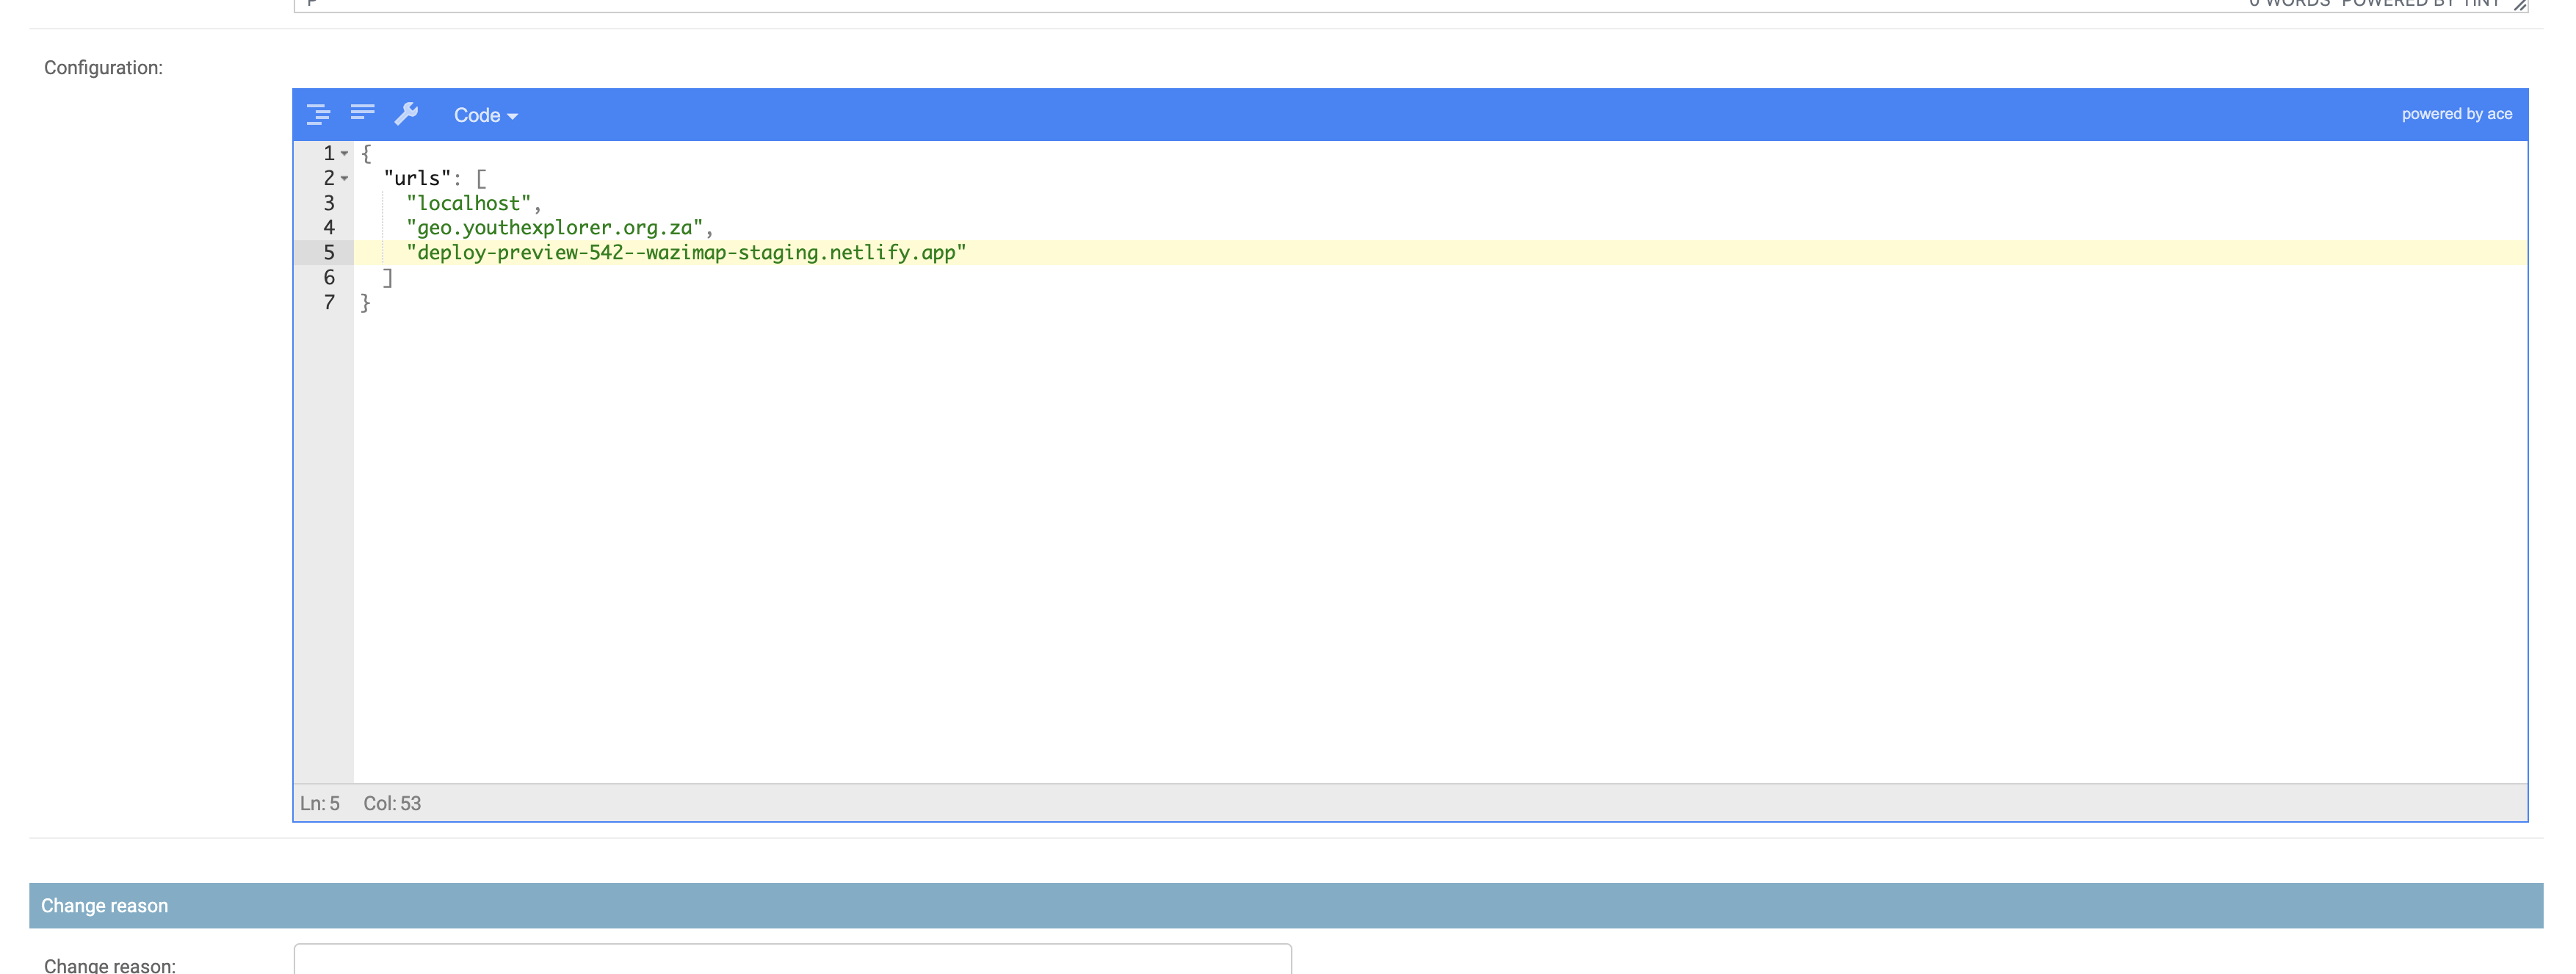 P
0 WORDS POWERED BY TINY
Configuration:
Code
powered by ace
1 {
2 "urls": [
3 "localhost",
4 "geo.youthexplorer.org.za",
5 "deploy-preview-542--wazimap-staging.netlify.app"
6 ]
7 }
Ln: 5 Col: 53
Change reason
Change reason: